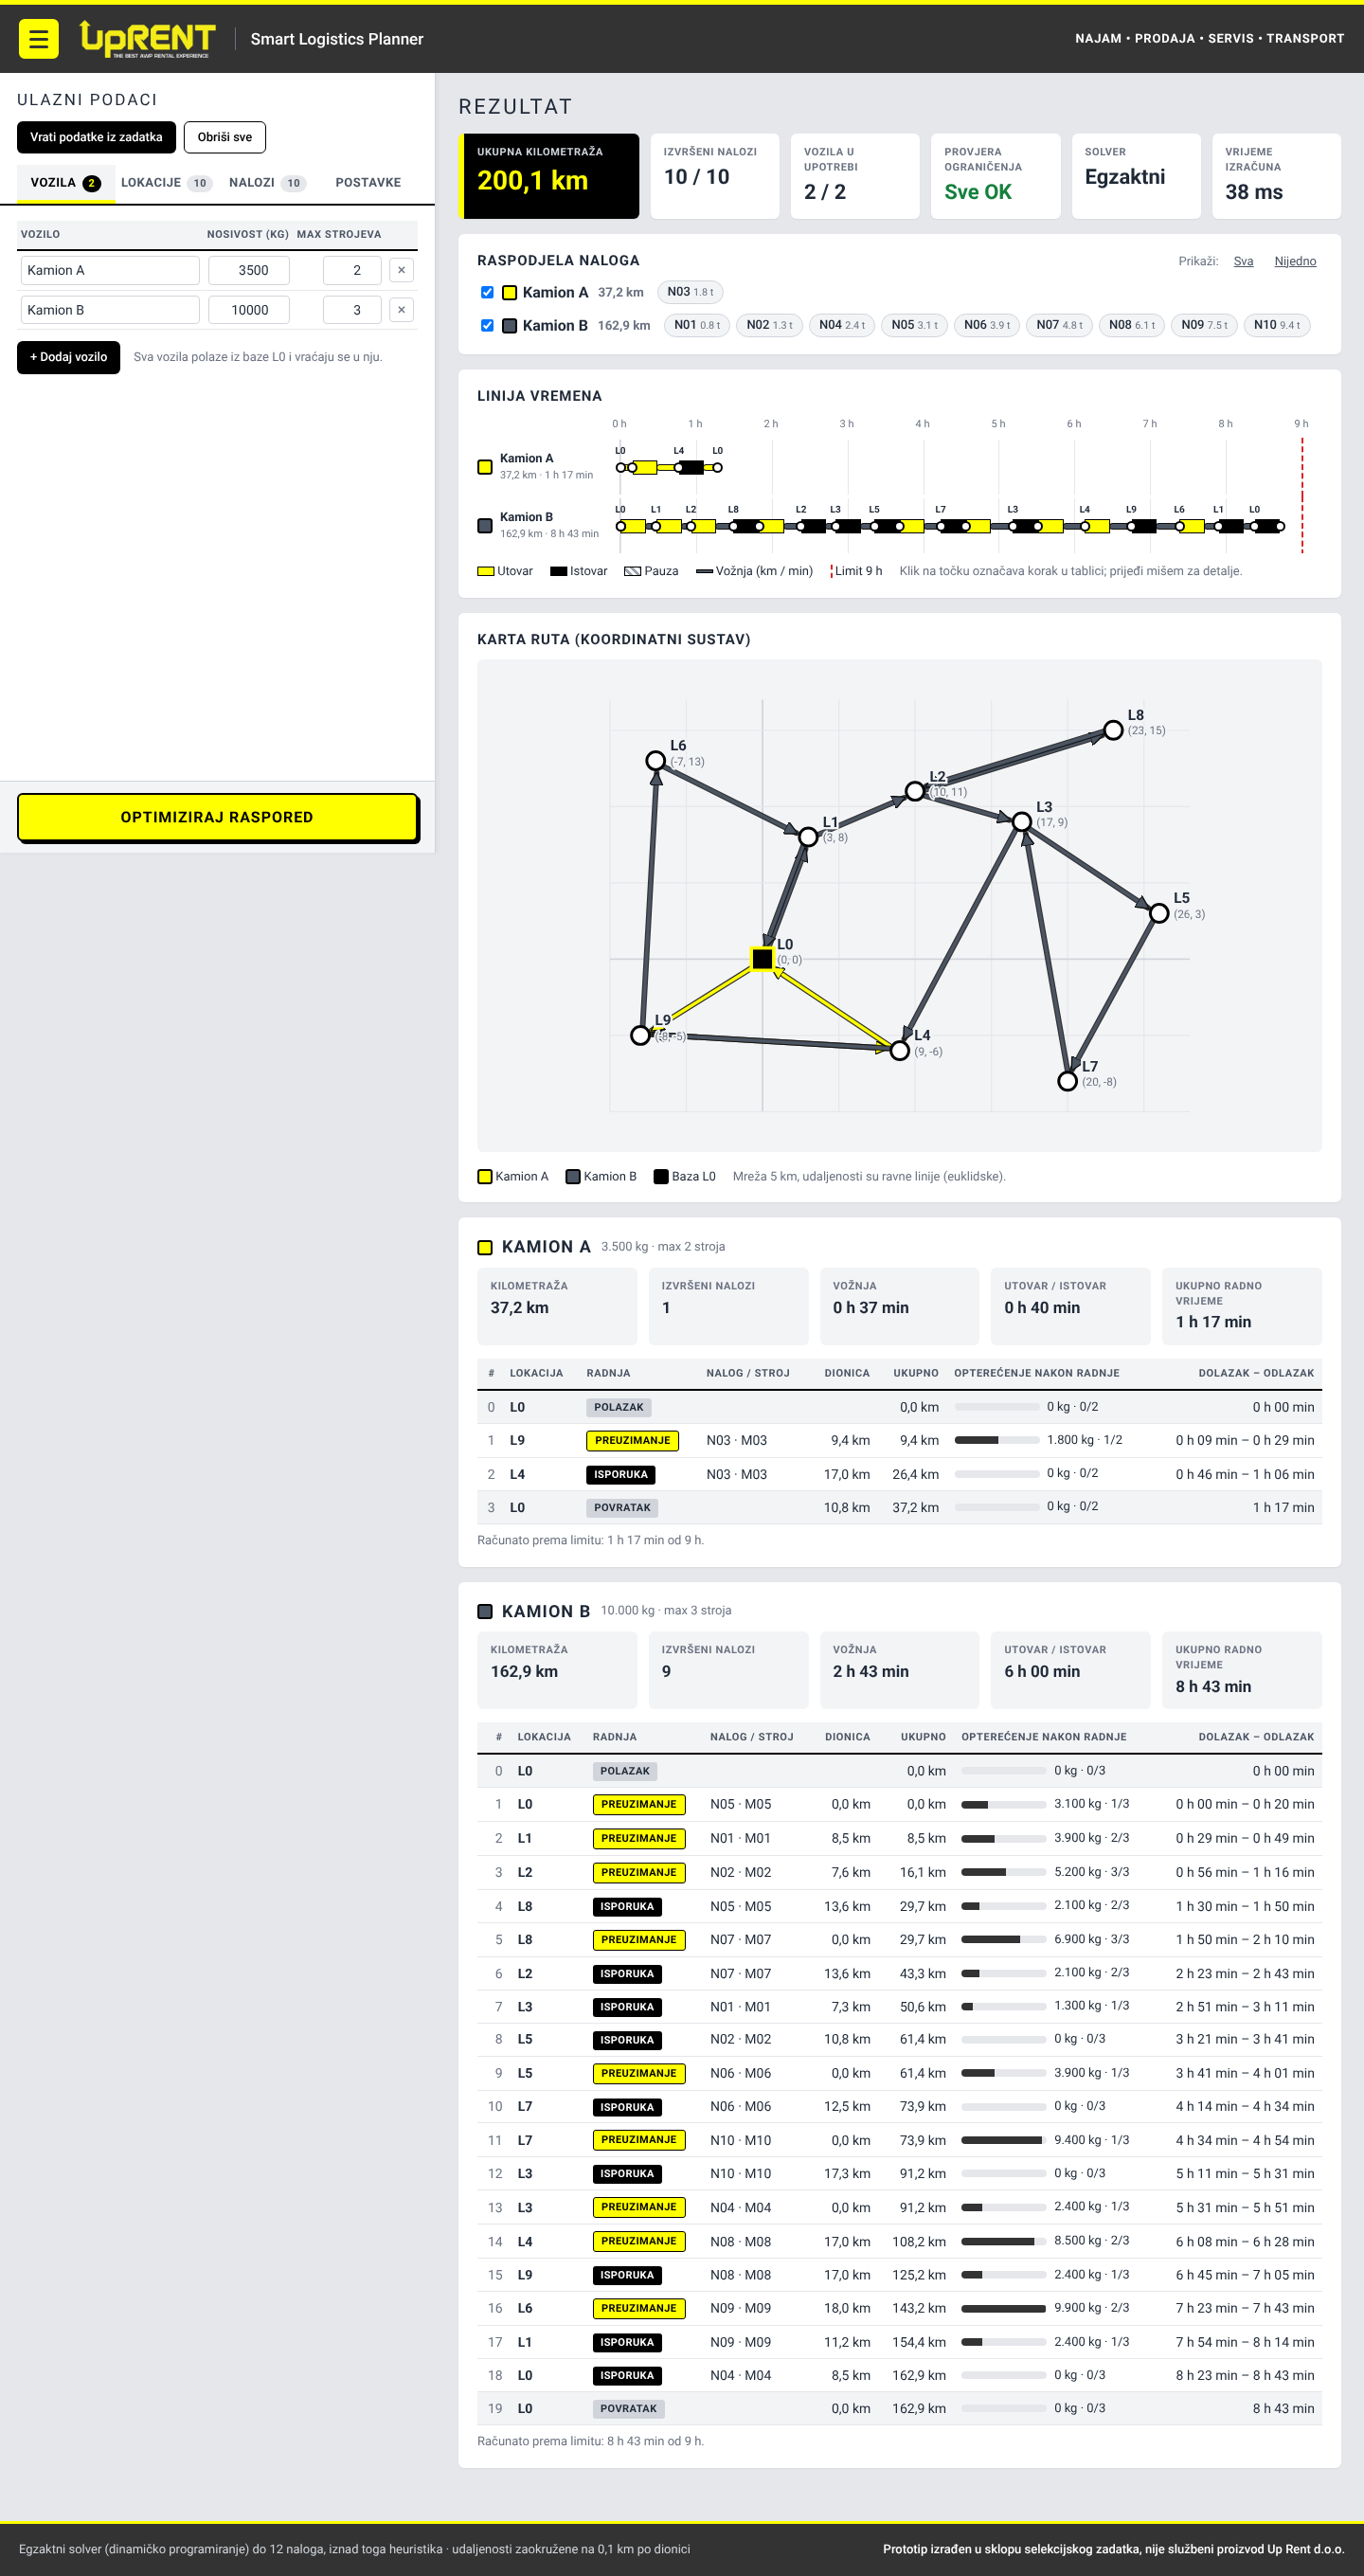 UpRENT
THE BEST AWP RENTAL EXPERIENCE
Smart Logistics Planner
NAJAM • PRODAJA • SERVIS • TRANSPORT
ULAZNI PODACI
Vrati podatke iz zadatka
Obriši sve
VOZILA 2 LOKACIJE 10 NALOZI 10 POSTAVKE
VOZILO NOSIVOST (KG) MAX STROJEVA
Kamion A 3500 2 ×
Kamion B 10000 3 ×
+ Dodaj vozilo Sva vozila polaze iz baze L0 i vraćaju se u nju.
OPTIMIZIRAJ RASPORED
REZULTAT
UKUPNA KILOMETRAŽA
200,1 km
IZVRŠENI NALOZI
10 / 10
VOZILA U
UPOTREBI
2 / 2
PROVJERA
OGRANIČENJA
Sve OK
SOLVER
Egzaktni
VRIJEME
IZRAČUNA
38 ms
RASPODJELA NALOGA
Prikaži: Sva Nijedno
Kamion A 37,2 km N03 1.8 t
Kamion B 162,9 km N01 0.8 t N02 1.3 t N04 2.4 t N05 3.1 t N06 3.9 t N07 4.8 t N08 6.1 t N09 7.5 t N10 9.4 t
LINIJA VREMENA
0 h 1 h 2 h 3 h 4 h 5 h 6 h 7 h 8 h 9 h
L0 L4 L0
Kamion A
37,2 km · 1 h 17 min
L0 L1 L2 L8 L2 L3 L5 L7 L3 L4 L9 L6 L1 L0
Kamion B
162,9 km · 8 h 43 min
Utovar Istovar Pauza Vožnja (km / min) Limit 9 h Klik na točku označava korak u tablici; prijeđi mišem za detalje.
KARTA RUTA (KOORDINATNI SUSTAV)
L8
(23, 15)
L6
(-7, 13)
L2
(10, 11)
L3
(17, 9)
L1
(3, 8)
L5
(26, 3)
L0
(0, 0)
L9
(-8, -5)
L4
(9, -6)
L7
(20, -8)
Kamion A Kamion B Baza L0 Mreža 5 km, udaljenosti su ravne linije (euklidske).
KAMION A 3.500 kg · max 2 stroja
KILOMETRAŽA
37,2 km
IZVRŠENI NALOZI
1
VOŽNJA
0 h 37 min
UTOVAR / ISTOVAR
0 h 40 min
UKUPNO RADNO
VRIJEME
1 h 17 min
# LOKACIJA RADNJA NALOG / STROJ DIONICA UKUPNO OPTEREĆENJE NAKON RADNJE DOLAZAK – ODLAZAK
0 L0 POLAZAK 0,0 km 0 kg · 0/2 0 h 00 min
1 L9 PREUZIMANJE N03 · M03 9,4 km 9,4 km 1.800 kg · 1/2 0 h 09 min – 0 h 29 min
2 L4 ISPORUKA N03 · M03 17,0 km 26,4 km 0 kg · 0/2 0 h 46 min – 1 h 06 min
3 L0 POVRATAK 10,8 km 37,2 km 0 kg · 0/2 1 h 17 min
Računato prema limitu: 1 h 17 min od 9 h.
KAMION B 10.000 kg · max 3 stroja
KILOMETRAŽA
162,9 km
IZVRŠENI NALOZI
9
VOŽNJA
2 h 43 min
UTOVAR / ISTOVAR
6 h 00 min
UKUPNO RADNO
VRIJEME
8 h 43 min
# LOKACIJA RADNJA NALOG / STROJ DIONICA UKUPNO OPTEREĆENJE NAKON RADNJE DOLAZAK – ODLAZAK
0 L0 POLAZAK 0,0 km 0 kg · 0/3 0 h 00 min
1 L0 PREUZIMANJE N05 · M05 0,0 km 0,0 km 3.100 kg · 1/3 0 h 00 min – 0 h 20 min
2 L1 PREUZIMANJE N01 · M01 8,5 km 8,5 km 3.900 kg · 2/3 0 h 29 min – 0 h 49 min
3 L2 PREUZIMANJE N02 · M02 7,6 km 16,1 km 5.200 kg · 3/3 0 h 56 min – 1 h 16 min
4 L8 ISPORUKA N05 · M05 13,6 km 29,7 km 2.100 kg · 2/3 1 h 30 min – 1 h 50 min
5 L8 PREUZIMANJE N07 · M07 0,0 km 29,7 km 6.900 kg · 3/3 1 h 50 min – 2 h 10 min
6 L2 ISPORUKA N07 · M07 13,6 km 43,3 km 2.100 kg · 2/3 2 h 23 min – 2 h 43 min
7 L3 ISPORUKA N01 · M01 7,3 km 50,6 km 1.300 kg · 1/3 2 h 51 min – 3 h 11 min
8 L5 ISPORUKA N02 · M02 10,8 km 61,4 km 0 kg · 0/3 3 h 21 min – 3 h 41 min
9 L5 PREUZIMANJE N06 · M06 0,0 km 61,4 km 3.900 kg · 1/3 3 h 41 min – 4 h 01 min
10 L7 ISPORUKA N06 · M06 12,5 km 73,9 km 0 kg · 0/3 4 h 14 min – 4 h 34 min
11 L7 PREUZIMANJE N10 · M10 0,0 km 73,9 km 9.400 kg · 1/3 4 h 34 min – 4 h 54 min
12 L3 ISPORUKA N10 · M10 17,3 km 91,2 km 0 kg · 0/3 5 h 11 min – 5 h 31 min
13 L3 PREUZIMANJE N04 · M04 0,0 km 91,2 km 2.400 kg · 1/3 5 h 31 min – 5 h 51 min
14 L4 PREUZIMANJE N08 · M08 17,0 km 108,2 km 8.500 kg · 2/3 6 h 08 min – 6 h 28 min
15 L9 ISPORUKA N08 · M08 17,0 km 125,2 km 2.400 kg · 1/3 6 h 45 min – 7 h 05 min
16 L6 PREUZIMANJE N09 · M09 18,0 km 143,2 km 9.900 kg · 2/3 7 h 23 min – 7 h 43 min
17 L1 ISPORUKA N09 · M09 11,2 km 154,4 km 2.400 kg · 1/3 7 h 54 min – 8 h 14 min
18 L0 ISPORUKA N04 · M04 8,5 km 162,9 km 0 kg · 0/3 8 h 23 min – 8 h 43 min
19 L0 POVRATAK 0,0 km 162,9 km 0 kg · 0/3 8 h 43 min
Računato prema limitu: 8 h 43 min od 9 h.
Egzaktni solver (dinamičko programiranje) do 12 naloga, iznad toga heuristika · udaljenosti zaokružene na 0,1 km po dionici
Prototip izrađen u sklopu selekcijskog zadatka, nije službeni proizvod Up Rent d.o.o.